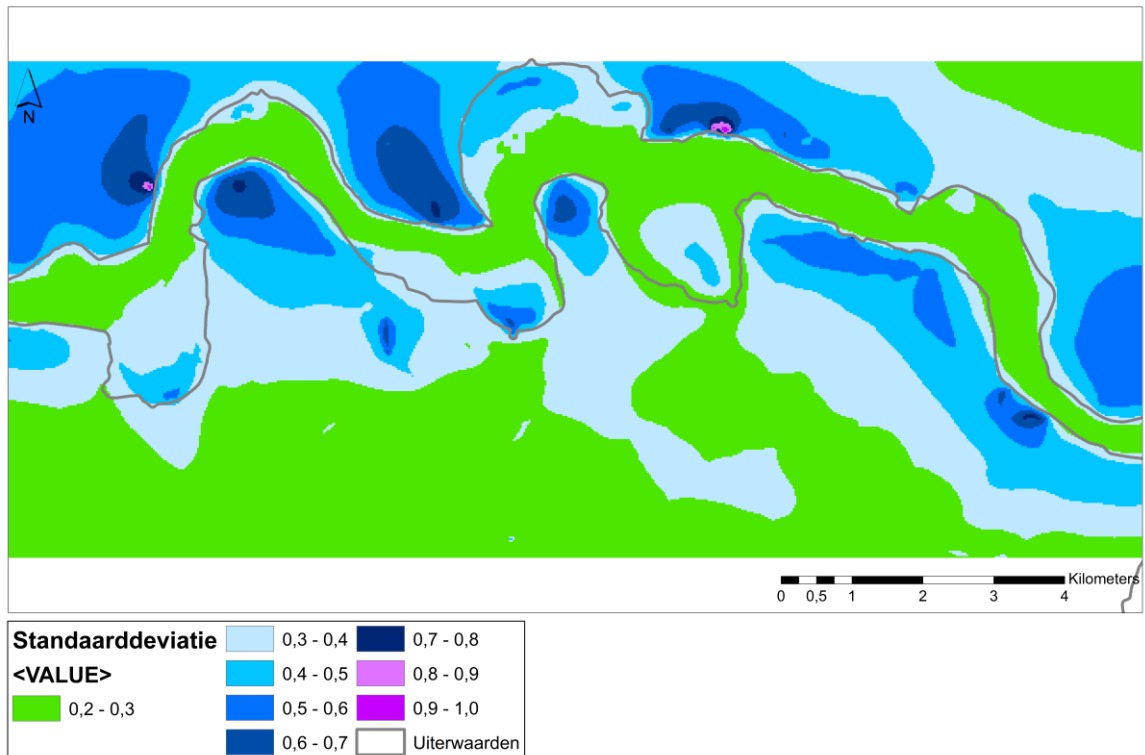 N
Kilometers
0 0,5 1 2 3 4
Standaarddeviatie
<VALUE>
0,2 - 0,3
0,3 - 0,4
0,4 - 0,5
0,5 - 0,6
0,6 - 0,7
0,7 - 0,8
0,8 - 0,9
0,9 - 1,0
Uiterwaarden